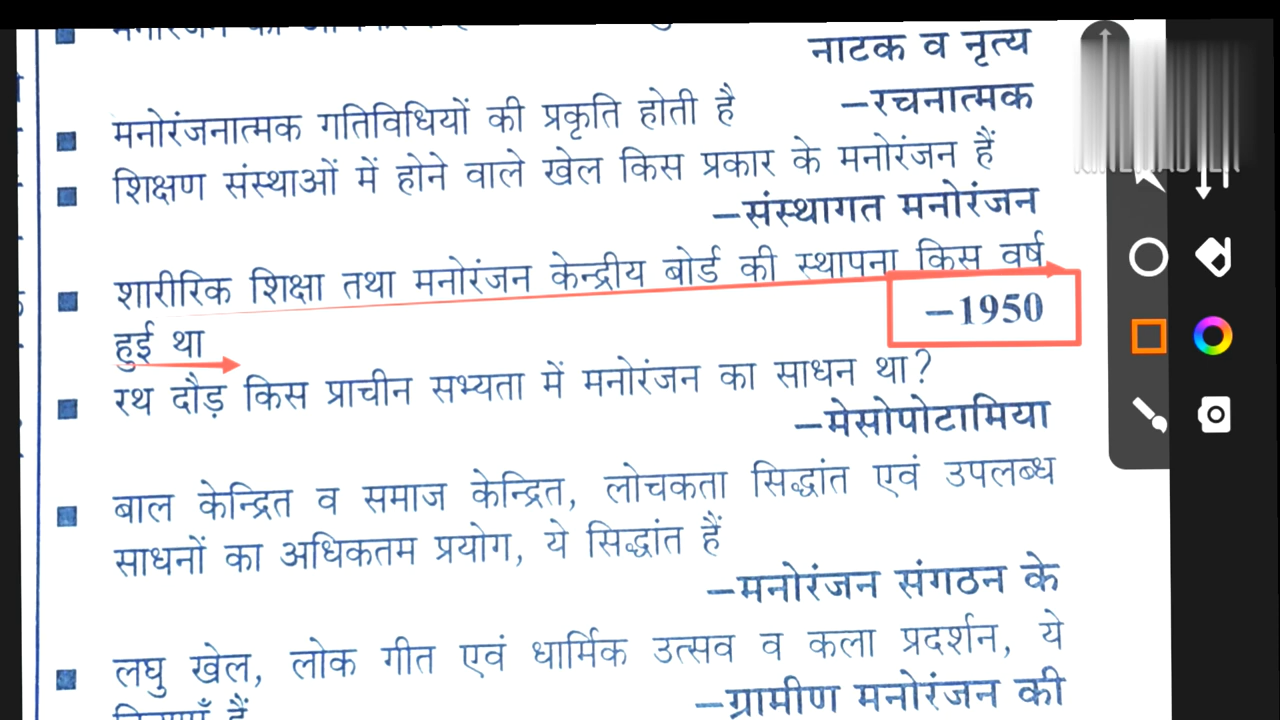 नाटक व नृत्य
मनोरंजनात्मक गतिविधियों की प्रकृति होती है –रचनात्मक
शिक्षण संस्थाओं में होने वाले खेल किस प्रकार के मनोरंजन हैं
–संस्थागत मनोरंजन
शारीरिक शिक्षा तथा मनोरंजन केन्द्रीय बोर्ड की स्थापना किस वर्ष
हुई था –1950
रथ दौड़ किस प्राचीन सभ्यता में मनोरंजन का साधन था?
–मेसोपोटामिया
बाल केन्द्रित व समाज केन्द्रित, लोचकता सिद्धांत एवं उपलब्ध
साधनों का अधिकतम प्रयोग, ये सिद्धांत हैं
–मनोरंजन संगठन के
लघु खेल, लोक गीत एवं धार्मिक उत्सव व कला प्रदर्शन, ये
–ग्रामीण मनोरंजन की